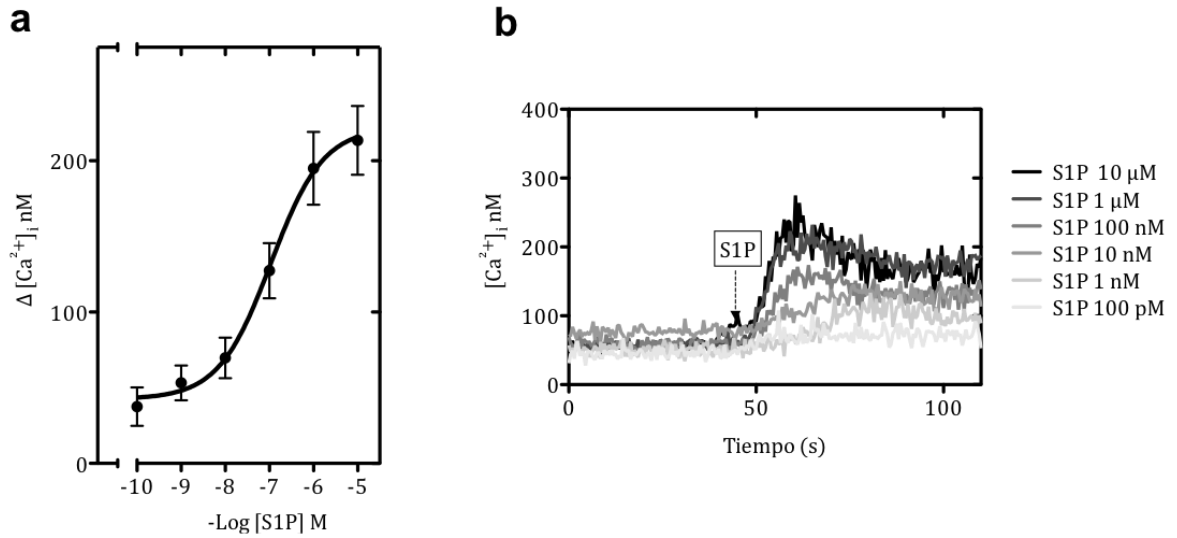 a
Δ [Ca²⁺]ᵢ nM
200
100
0
-10 -9 -8 -7 -6 -5
-Log [S1P] M
b
[Ca²⁺]ᵢ nM
400
300
200
100
0
S1P
0 50 100
Tiempo (s)
S1P 10 μM
S1P 1 μM
S1P 100 nM
S1P 10 nM
S1P 1 nM
S1P 100 pM